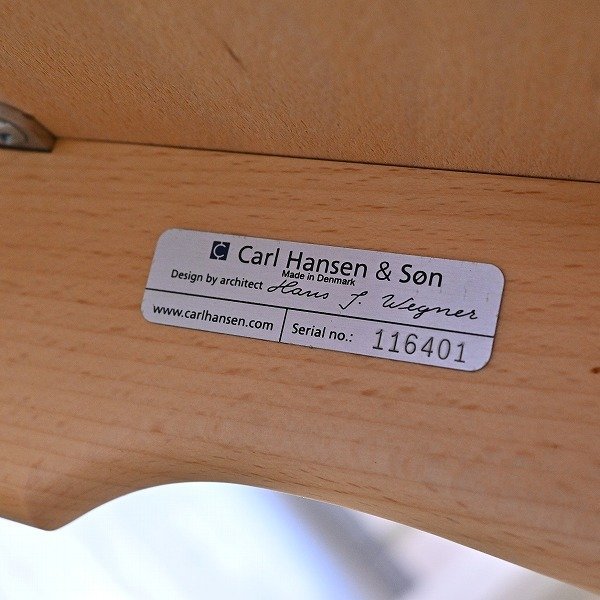 Carl Hansen & Søn
Made in Denmark
Design by architect Hans J. Wegner
www.carlhansen.com
Serial no.: 116401